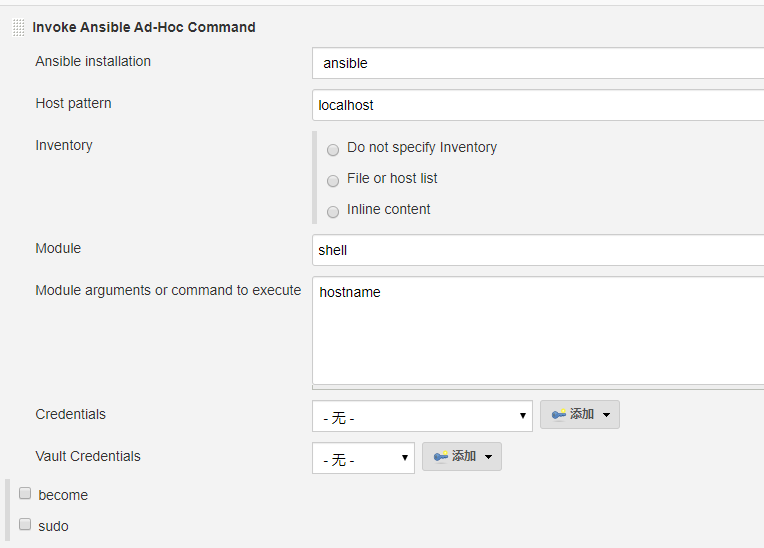 Invoke Ansible Ad-Hoc Command
Ansible installation
ansible
Host pattern
localhost
Inventory
Do not specify Inventory
File or host list
Inline content
Module
shell
Module arguments or command to execute
hostname
Credentials
- 无 -
添加
Vault Credentials
- 无 -
添加
become
sudo